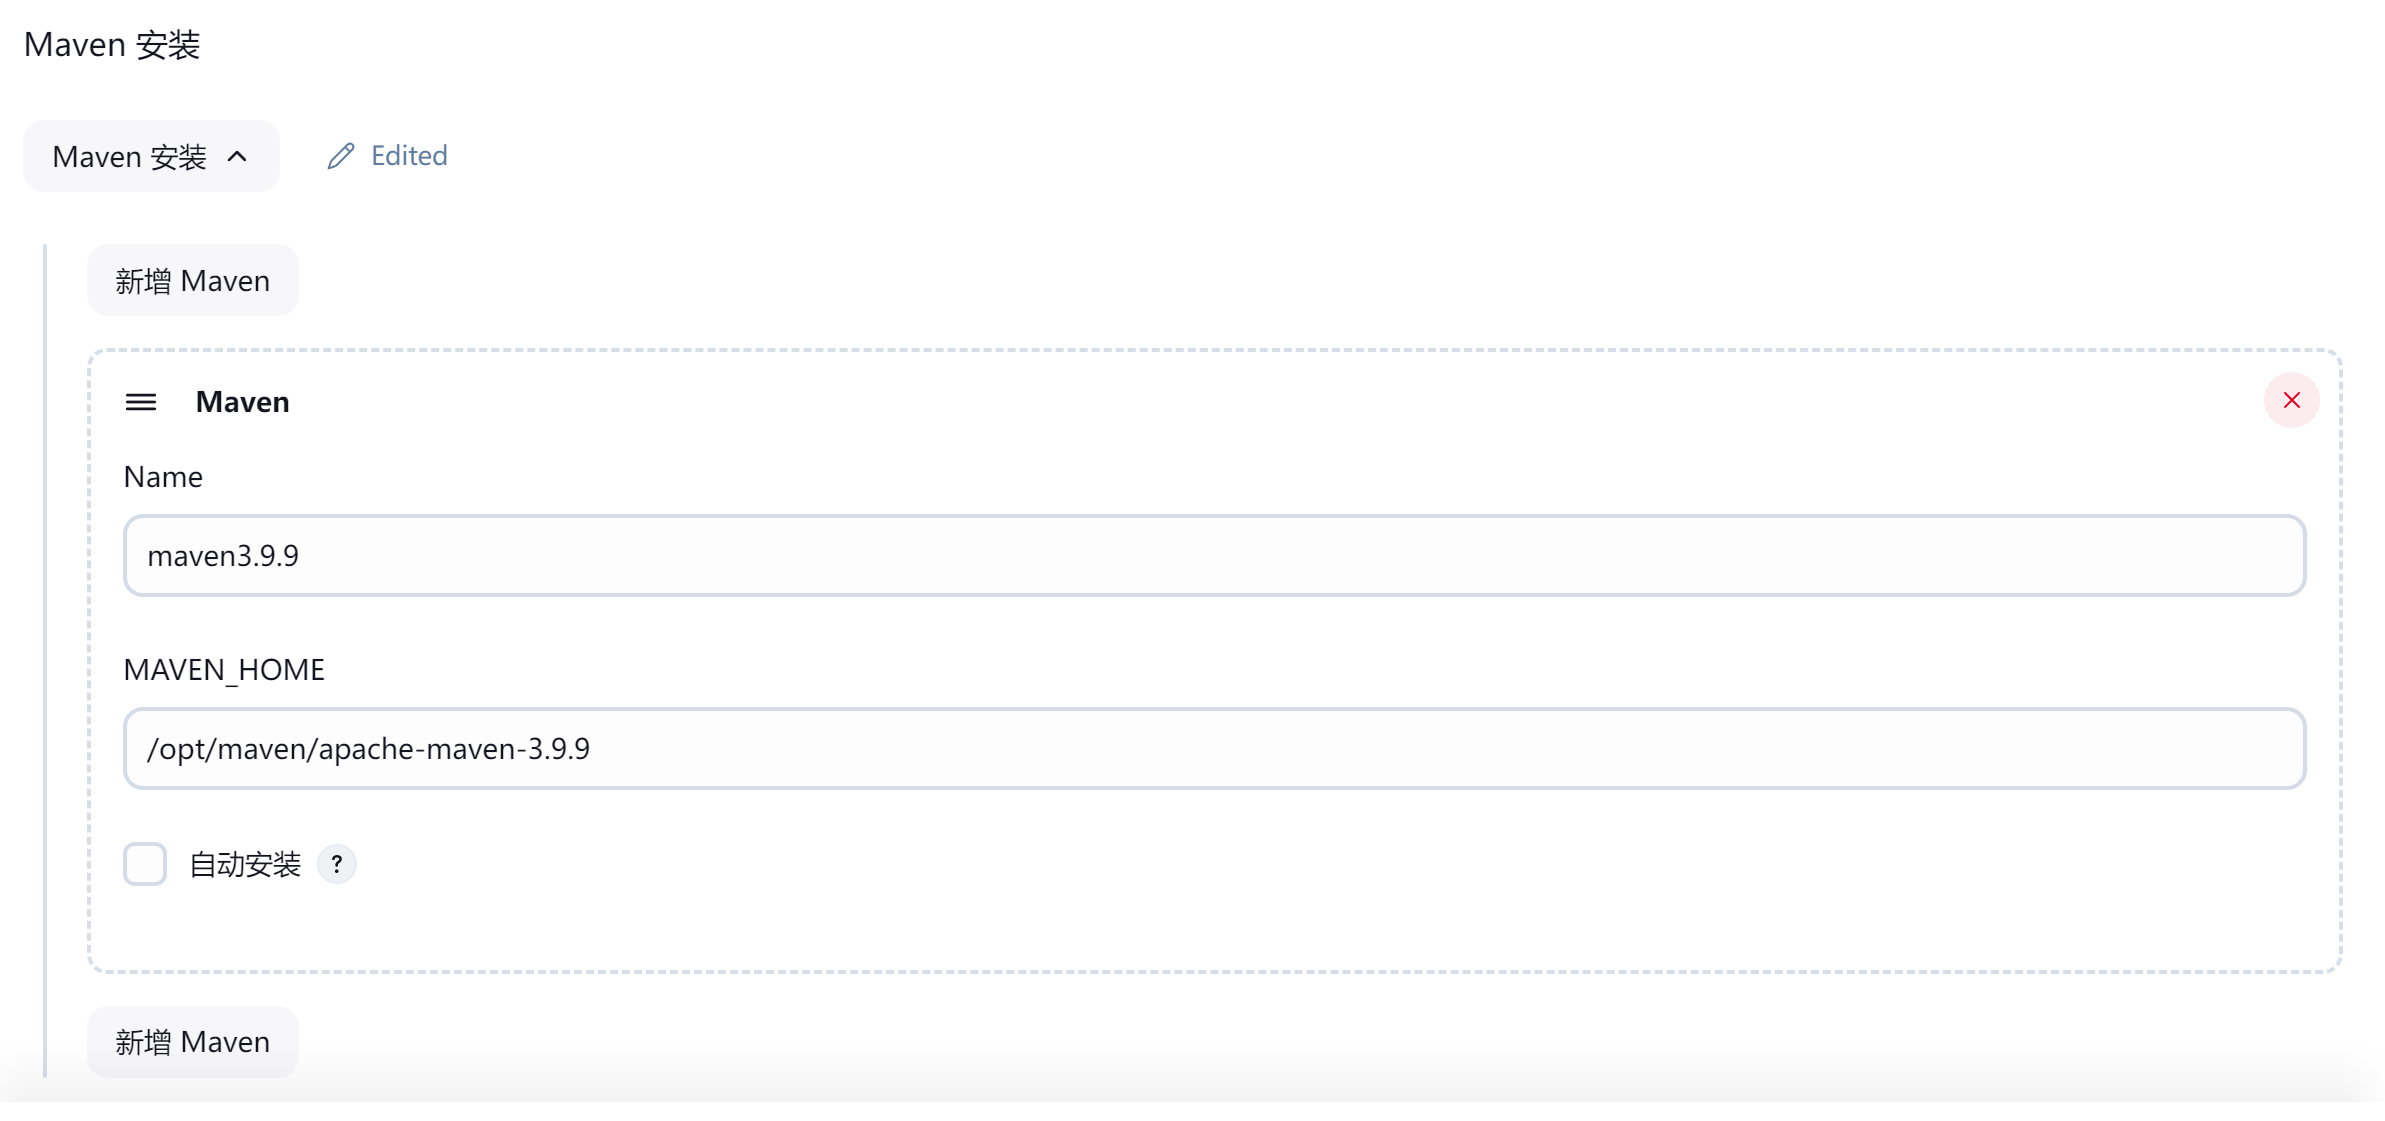 Maven 安装
Maven 安装
Edited
新增 Maven
Maven
Name
maven3.9.9
MAVEN_HOME
/opt/maven/apache-maven-3.9.9
自动安装 ?
新增 Maven